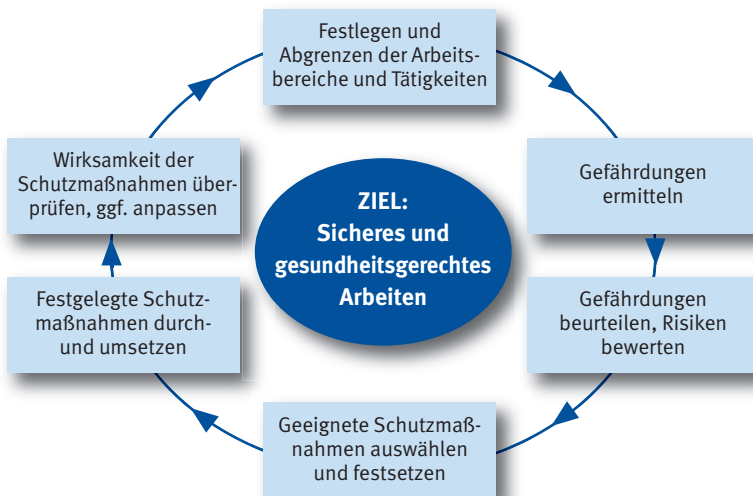 Festlegen und
Abgrenzen der Arbeits-
bereiche und Tätigkeiten
Gefährdungen
ermitteln
Gefährdungen
beurteilen, Risiken
bewerten
Geeignete Schutzmaß-
nahmen auswählen
und festsetzen
Festgelegte Schutz-
maßnahmen durch-
und umsetzen
Wirksamkeit der
Schutzmaßnahmen über-
prüfen, ggf. anpassen
ZIEL:
Sicheres und
gesundheitsgerechtes
Arbeiten